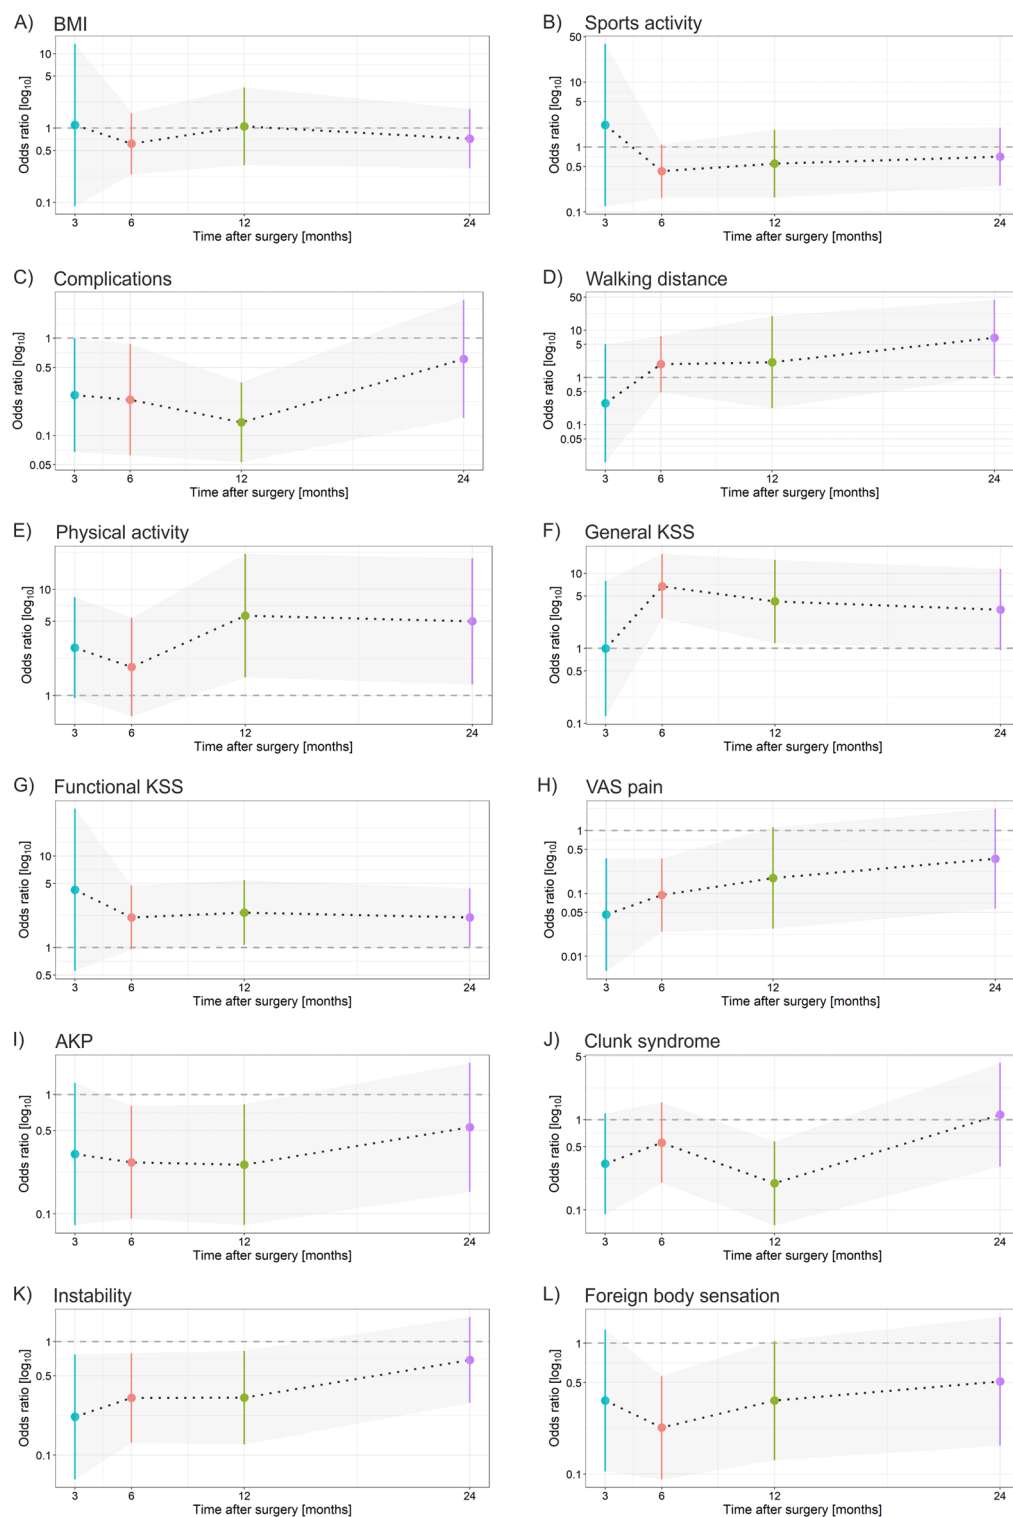 A) BMI
Odds ratio [log10]
10
5
1
0.5
0.1
3 6 12 24
Time after surgery [months]
B) Sports activity
Odds ratio [log10]
50
10
5
1
0.5
0.1
3 6 12 24
Time after surgery [months]
C) Complications
Odds ratio [log10]
1
0.5
0.1
0.05
3 6 12 24
Time after surgery [months]
D) Walking distance
Odds ratio [log10]
50
10
5
1
0.5
0.1
0.05
3 6 12 24
Time after surgery [months]
E) Physical activity
Odds ratio [log10]
10
5
1
3 6 12 24
Time after surgery [months]
F) General KSS
Odds ratio [log10]
10
5
1
0.5
0.1
3 6 12 24
Time after surgery [months]
G) Functional KSS
Odds ratio [log10]
10
5
1
0.5
3 6 12 24
Time after surgery [months]
H) VAS pain
Odds ratio [log10]
1
0.5
0.1
0.05
0.01
3 6 12 24
Time after surgery [months]
I) AKP
Odds ratio [log10]
1
0.5
0.1
3 6 12 24
Time after surgery [months]
J) Clunk syndrome
Odds ratio [log10]
5
1
0.5
0.1
3 6 12 24
Time after surgery [months]
K) Instability
Odds ratio [log10]
1
0.5
0.1
3 6 12 24
Time after surgery [months]
L) Foreign body sensation
Odds ratio [log10]
1
0.5
0.1
3 6 12 24
Time after surgery [months]